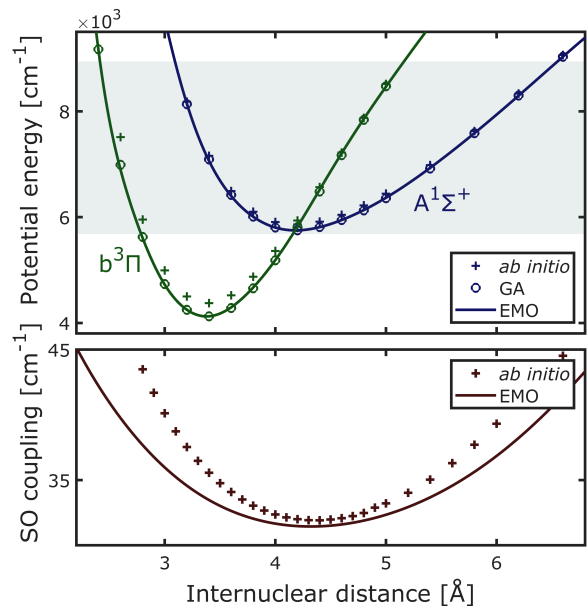 ×10³
Potential energy [cm⁻¹]
8
6
4
b³Π
A¹Σ⁺
+ ab initio
GA
EMO
SO coupling [cm⁻¹]
45
35
+ ab initio
EMO
3
4
5
6
Internuclear distance [Å]